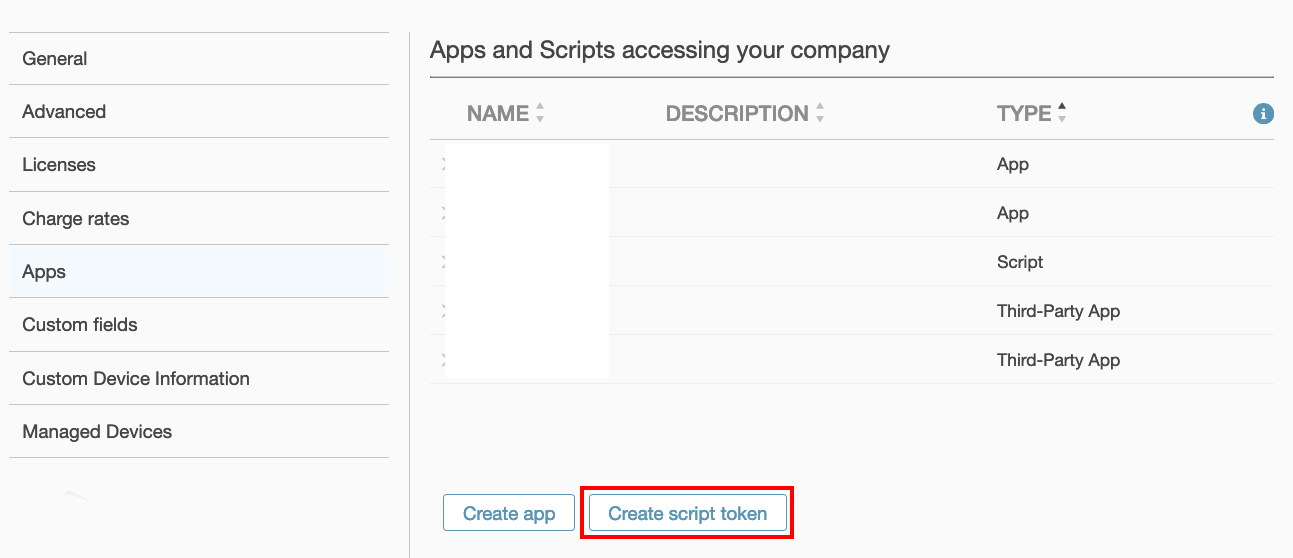 General
Advanced
Licenses
Charge rates
Apps
Custom fields
Custom Device Information
Managed Devices
Apps and Scripts accessing your company
NAME DESCRIPTION TYPE
App
App
Script
Third-Party App
Third-Party App
Create app Create script token